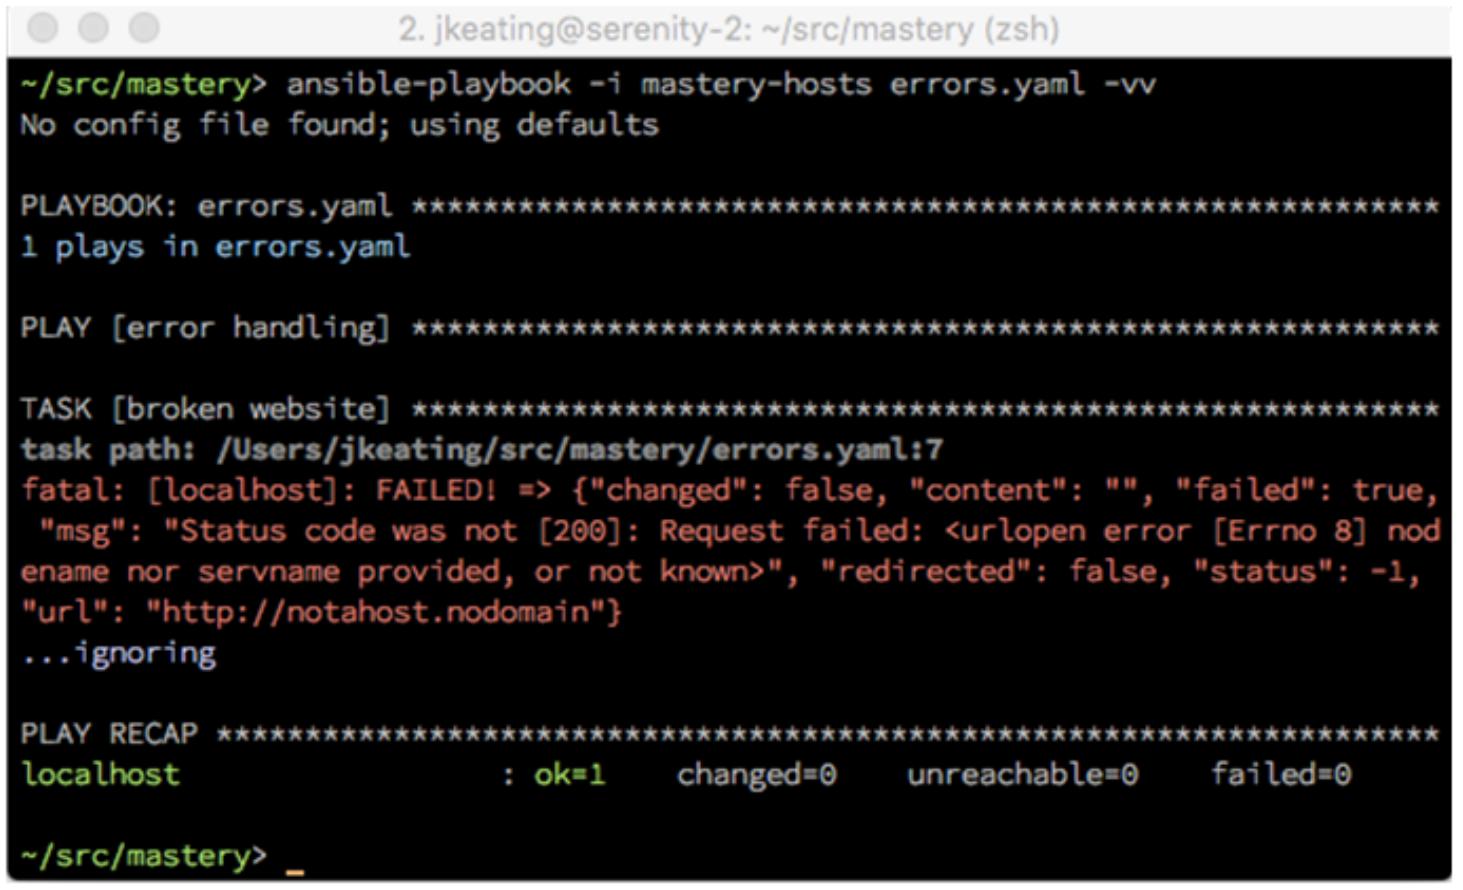 2. jkeating@serenity-2: ~/src/mastery (zsh)
~/src/mastery> ansible-playbook -i mastery-hosts errors.yaml -vv
No config file found; using defaults
PLAYBOOK: errors.yaml **********************************************************
1 plays in errors.yaml
PLAY [error handling] **********************************************************
TASK [broken website] **********************************************************
task path: /Users/jkeating/src/mastery/errors.yaml:7
fatal: [localhost]: FAILED! => {"changed": false, "content": "", "failed": true,
"msg": "Status code was not [200]: Request failed: <urlopen error [Errno 8] nod
ename nor servname provided, or not known>", "redirected": false, "status": -1,
"url": "http://notahost.nodomain"}
...ignoring
PLAY RECAP *********************************************************************
localhost : ok=1 changed=0 unreachable=0 failed=0
~/src/mastery> _